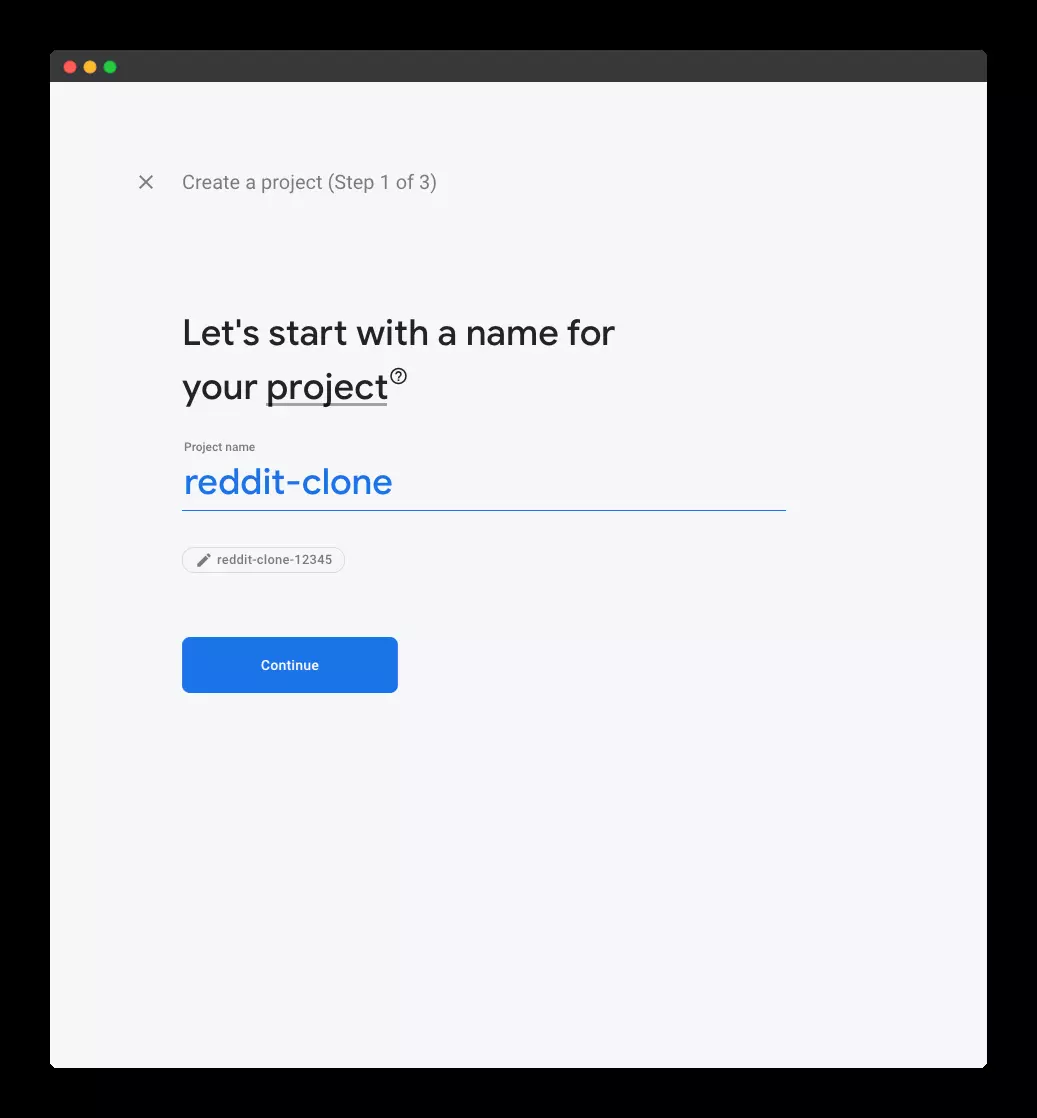 Create a project (Step 1 of 3)
Let's start with a name for
your project
Project name
reddit-clone
reddit-clone-12345
Continue